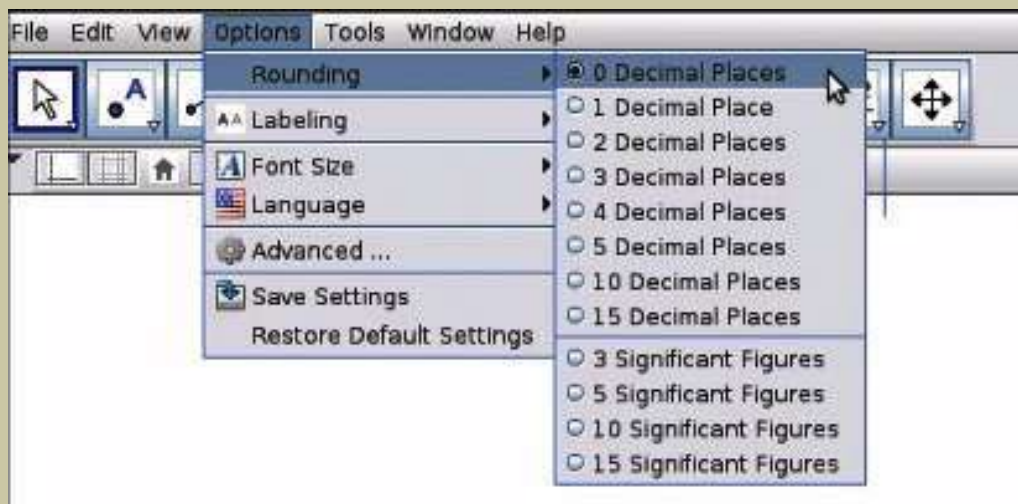 File Edit View Options Tools Window Help
Rounding
Labeling
Font Size
Language
Advanced ...
Save Settings
Restore Default Settings
0 Decimal Places
1 Decimal Place
2 Decimal Places
3 Decimal Places
4 Decimal Places
5 Decimal Places
10 Decimal Places
15 Decimal Places
3 Significant Figures
5 Significant Figures
10 Significant Figures
15 Significant Figures
A
AA
A